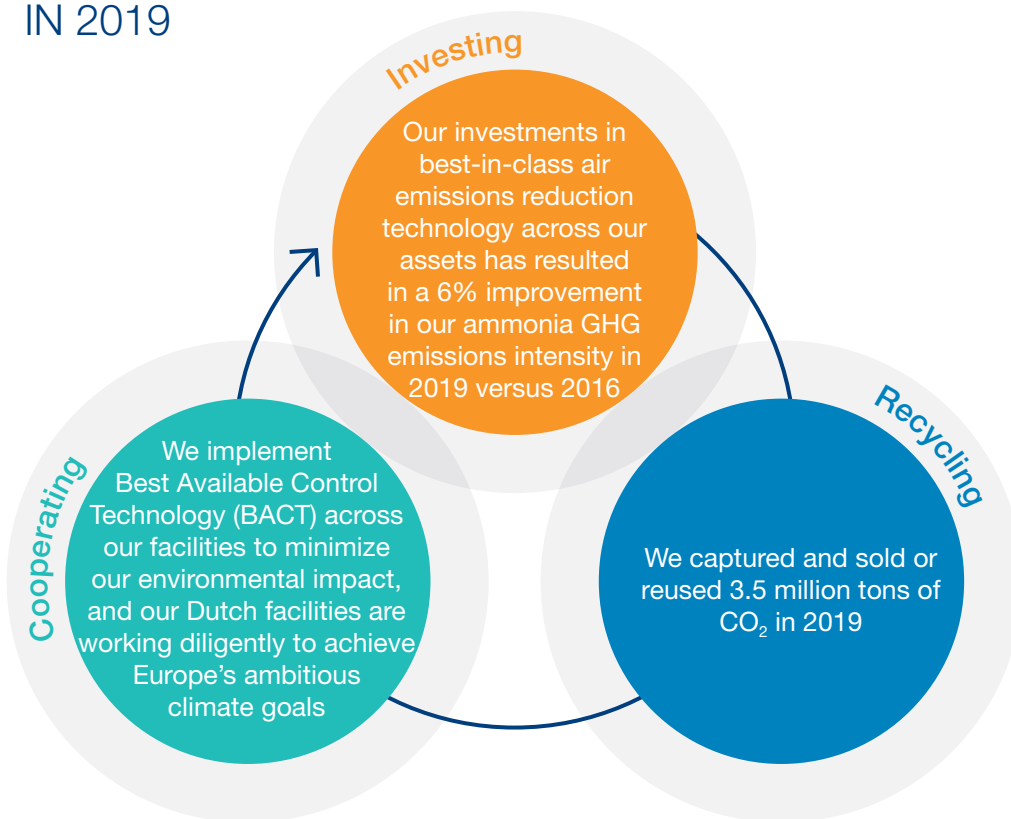 IN 2019
Investing
Our investments in
best-in-class air
emissions reduction
technology across our
assets has resulted
in a 6% improvement
in our ammonia GHG
emissions intensity in
2019 versus 2016
Recycling
We captured and sold or
reused 3.5 million tons of
CO₂ in 2019
Cooperating
We implement
Best Available Control
Technology (BACT) across
our facilities to minimize
our environmental impact,
and our Dutch facilities are
working diligently to achieve
Europe’s ambitious
climate goals